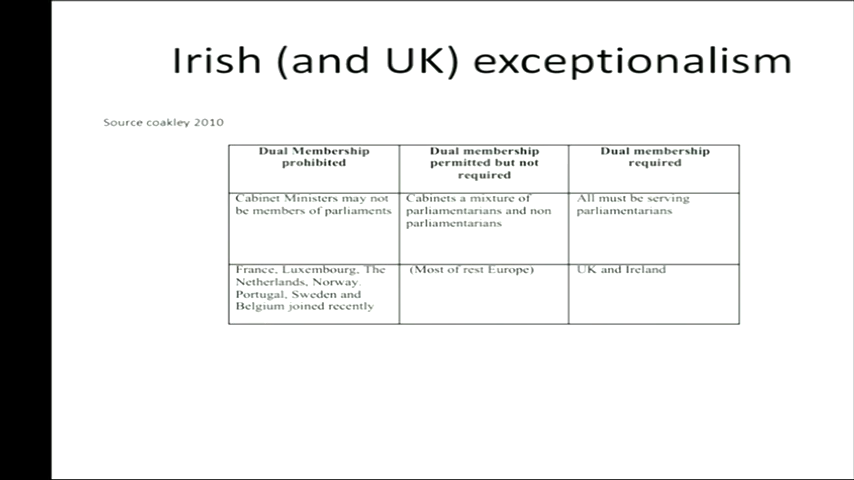 Irish (and UK) exceptionalism
Source coakley 2010
Dual Membership
prohibited
Dual membership
permitted but not
required
Dual membership
required
Cabinet Ministers may not
be members of parliaments
Cabinets a mixture of
parliamentarians and non
parliamentarians
All must be serving
parliamentarians
France, Luxembourg, The
Netherlands, Norway.
Portugal, Sweden and
Belgium joined recently
(Most of rest Europe)
UK and Ireland